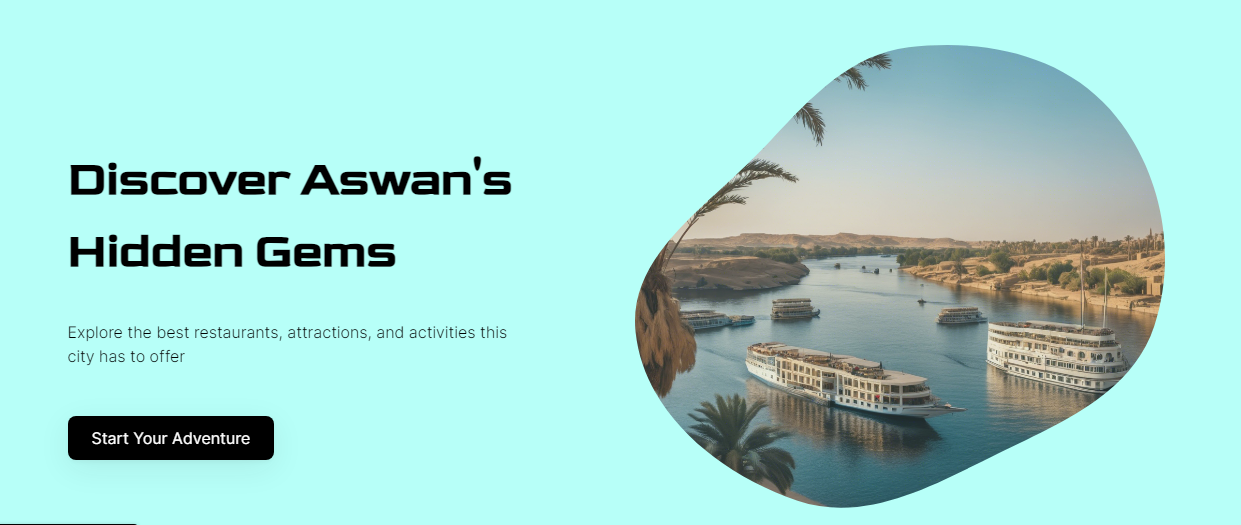 Discover Aswan's
Hidden Gems
Explore the best restaurants, attractions, and activities this
city has to offer
Start Your Adventure